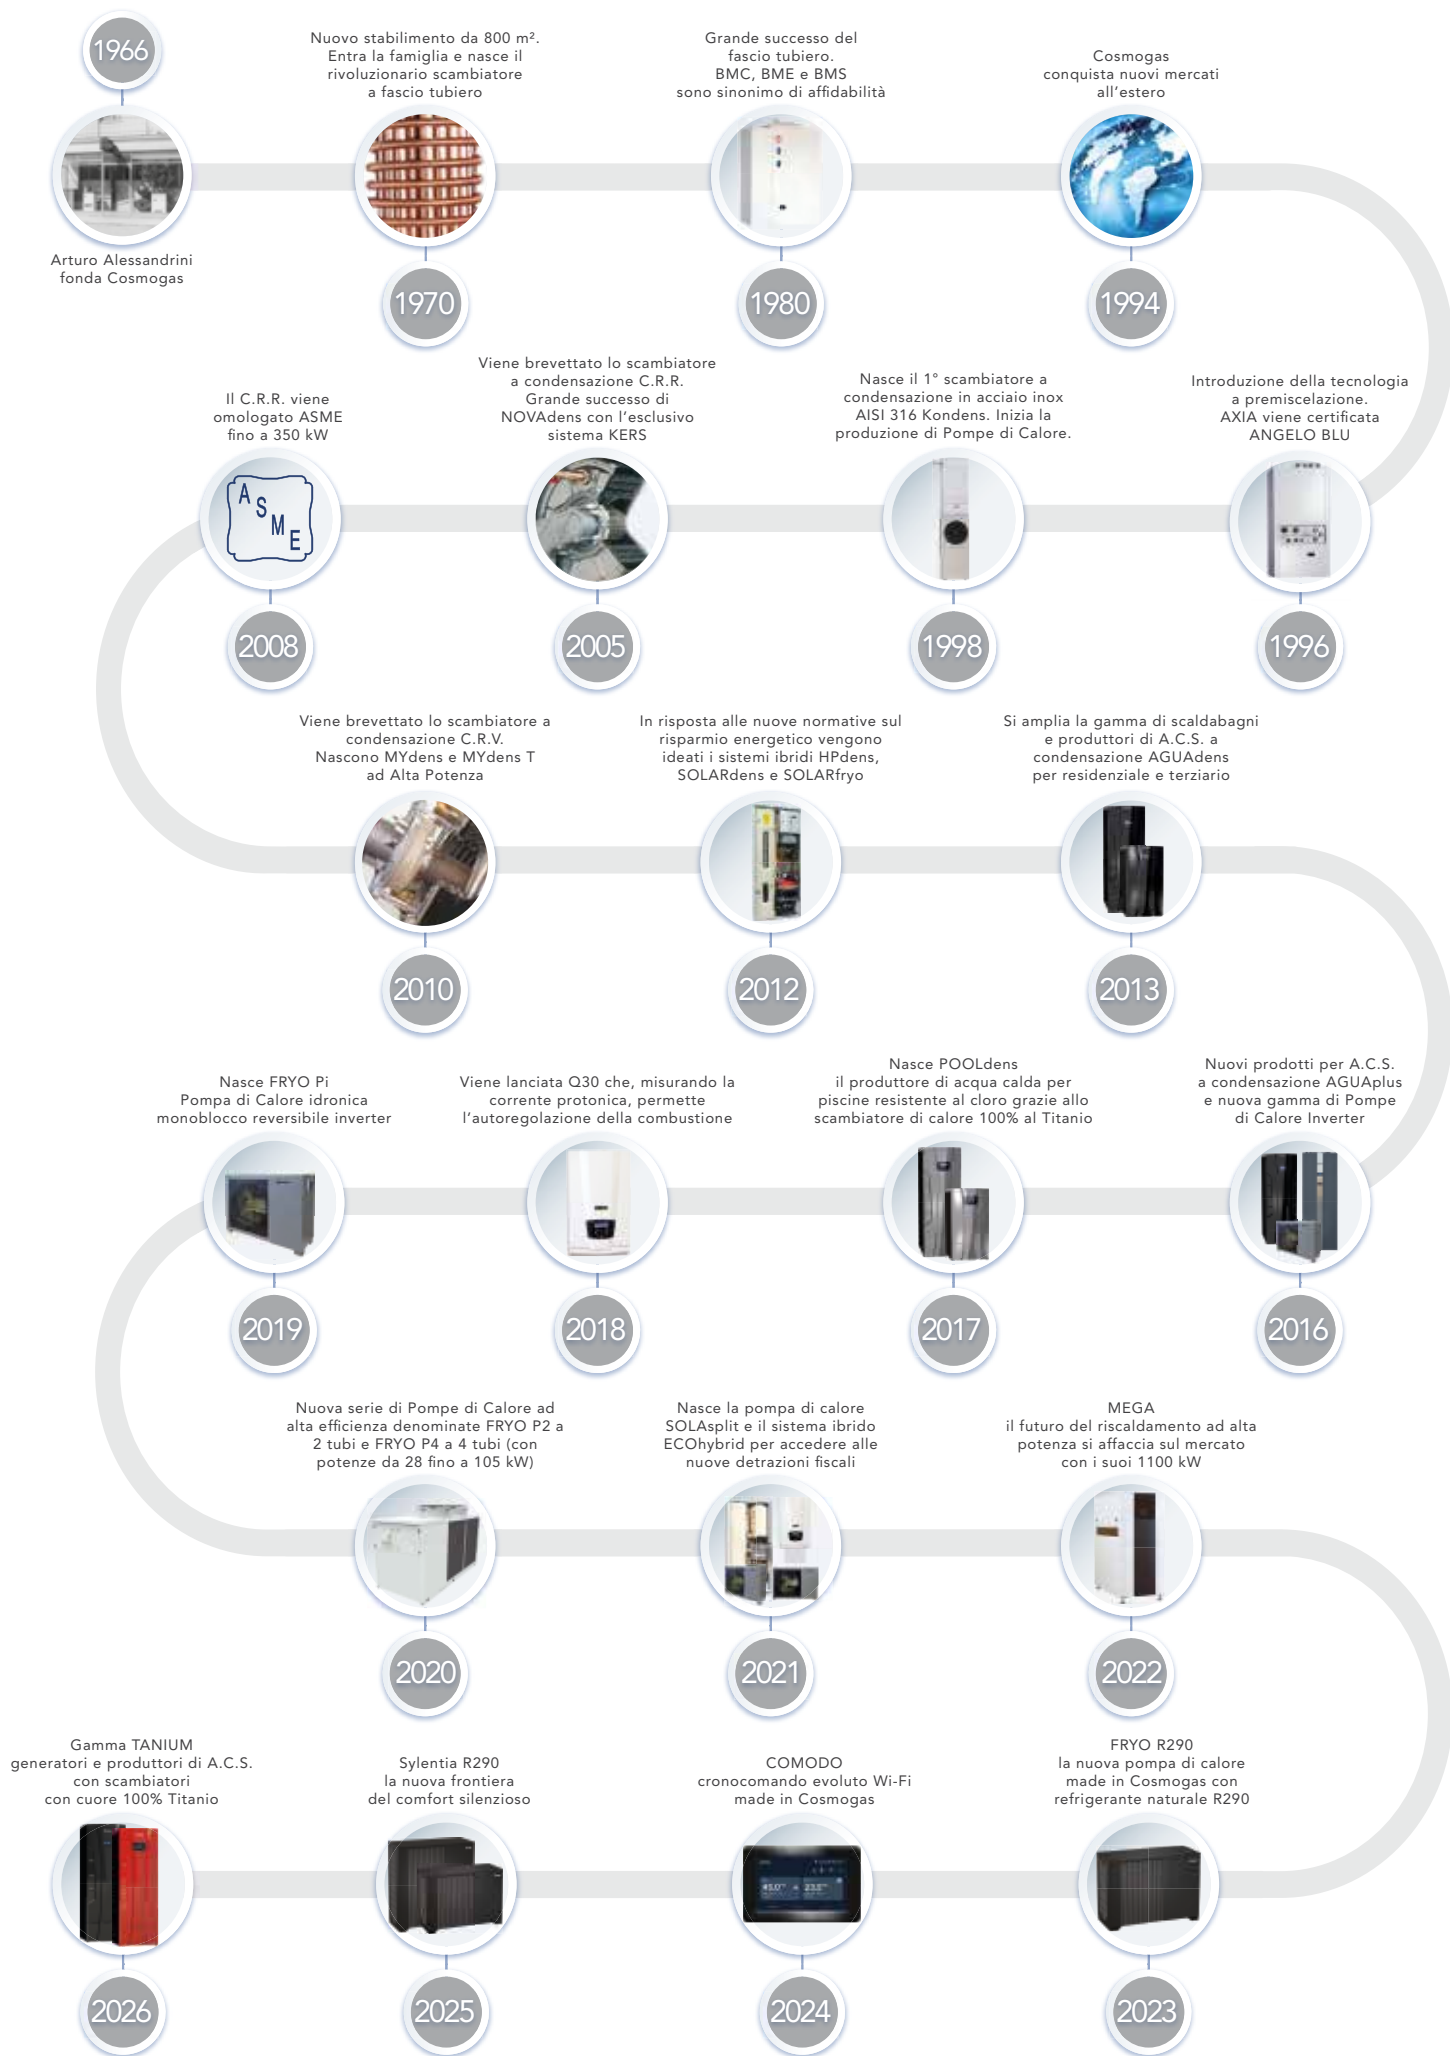 1966
Arturo Alessandrini
fonda Cosmogas
Nuovo stabilimento da 800 m².
Entra la famiglia e nasce il
rivoluzionario scambiatore
a fascio tubiero
1970
Grande successo del
fascio tubiero.
BMC, BME e BMS
sono sinonimo di affidabilità
1980
Cosmogas
conquista nuovi mercati
all'estero
1994
Introduzione della tecnologia
a premiscelazione.
AXIA viene certificata
ANGELO BLU
1996
Nasce il 1° scambiatore a
condensazione in acciaio inox
AISI 316 Kondens. Inizia la
produzione di Pompe di Calore.
1998
Viene brevettato lo scambiatore
a condensazione C.R.R.
Grande successo di
NOVAdens con l'esclusivo
sistema KERS
2005
Il C.R.R. viene
omologato ASME
fino a 350 kW
ASME
2008
Viene brevettato lo scambiatore a
condensazione C.R.V.
Nascono MYdens e MYdens T
ad Alta Potenza
2010
In risposta alle nuove normative sul
risparmio energetico vengono
ideati i sistemi ibridi HPdens,
SOLARdens e SOLARfryo
2012
Si amplia la gamma di scaldabagni
e produttori di A.C.S. a
condensazione AGUAdens
per residenziale e terziario
2013
Nuovi prodotti per A.C.S.
a condensazione AGUAplus
e nuova gamma di Pompe
di Calore Inverter
2016
Nasce POOLdens
il produttore di acqua calda per
piscine resistente al cloro grazie allo
scambiatore di calore 100% al Titanio
2017
Viene lanciata Q30 che, misurando la
corrente protonica, permette
l'autoregolazione della combustione
2018
Nasce FRYO Pi
Pompa di Calore idronica
monoblocco reversibile inverter
2019
Nuova serie di Pompe di Calore ad
alta efficienza denominate FRYO P2 a
2 tubi e FRYO P4 a 4 tubi (con
potenze da 28 fino a 105 kW)
2020
Nasce la pompa di calore
SOLAsplit e il sistema ibrido
ECOhybrid per accedere alle
nuove detrazioni fiscali
2021
MEGA
il futuro del riscaldamento ad alta
potenza si affaccia sul mercato
con i suoi 1100 kW
2022
FRYO R290
la nuova pompa di calore
made in Cosmogas con
refrigerante naturale R290
2023
COMODO
cronocomando evoluto Wi-Fi
made in Cosmogas
2024
Sylentia R290
la nuova frontiera
del comfort silenzioso
2025
Gamma TANIUM
generatori e produttori di A.C.S.
con scambiatori
con cuore 100% Titanio
2026